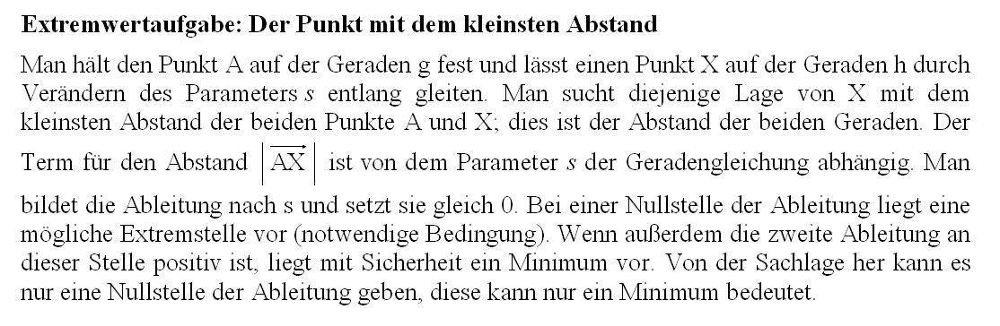 Extremwertaufgabe: Der Punkt mit dem kleinsten Abstand
Man hält den Punkt A auf der Geraden g fest und lässt einen Punkt X auf der Geraden h durch
Verändern des Parameters s entlang gleiten. Man sucht diejenige Lage von X mit dem
kleinsten Abstand der beiden Punkte A und X; dies ist der Abstand der beiden Geraden. Der
Term für den Abstand |\overrightarrow{AX}| ist von dem Parameter s der Geradengleichung abhängig. Man
bildet die Ableitung nach s und setzt sie gleich 0. Bei einer Nullstelle der Ableitung liegt eine
mögliche Extremstelle vor (notwendige Bedingung). Wenn außerdem die zweite Ableitung an
dieser Stelle positiv ist, liegt mit Sicherheit ein Minimum vor. Von der Sachlage her kann es
nur eine Nullstelle der Ableitung geben, diese kann nur ein Minimum bedeutet.